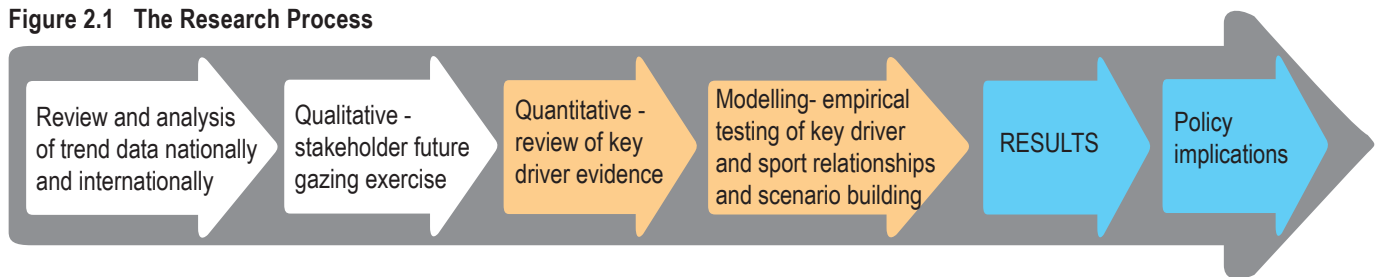 Figure 2.1 The Research Process
Review and analysis
of trend data nationally
and internationally
Qualitative -
stakeholder future
gazing exercise
Quantitative -
review of key
driver evidence
Modelling- empirical
testing of key driver
and sport relationships
and scenario building
RESULTS
Policy
implications